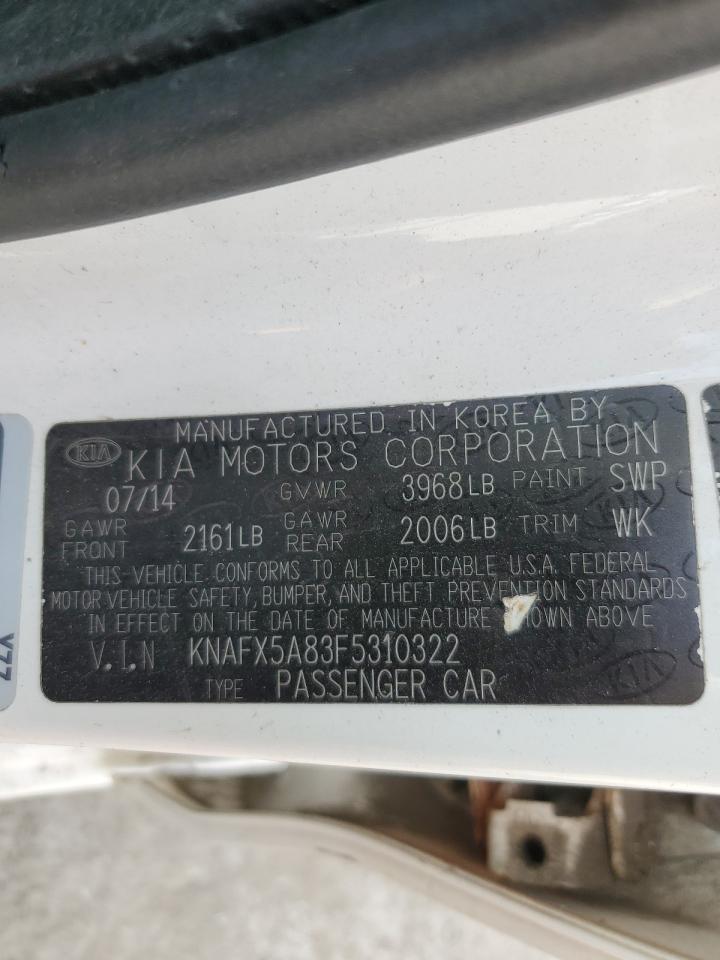 MANUFACTURED IN KOREA BY
KIA KIA MOTORS CORPORATION
07/14 GVWR 3968LB PAINT SWP
GAWR FRONT 2161LB GAWR REAR 2006LB TRIM WK
THIS VEHICLE CONFORMS TO ALL APPLICABLE U.S.A. FEDERAL
MOTOR VEHICLE SAFETY, BUMPER, AND THEFT PREVENTION STANDARDS
IN EFFECT ON THE DATE OF MANUFACTURE OWN ABOVE
V.I.N KNAFX5A83F5310322
TYPE PASSENGER CAR